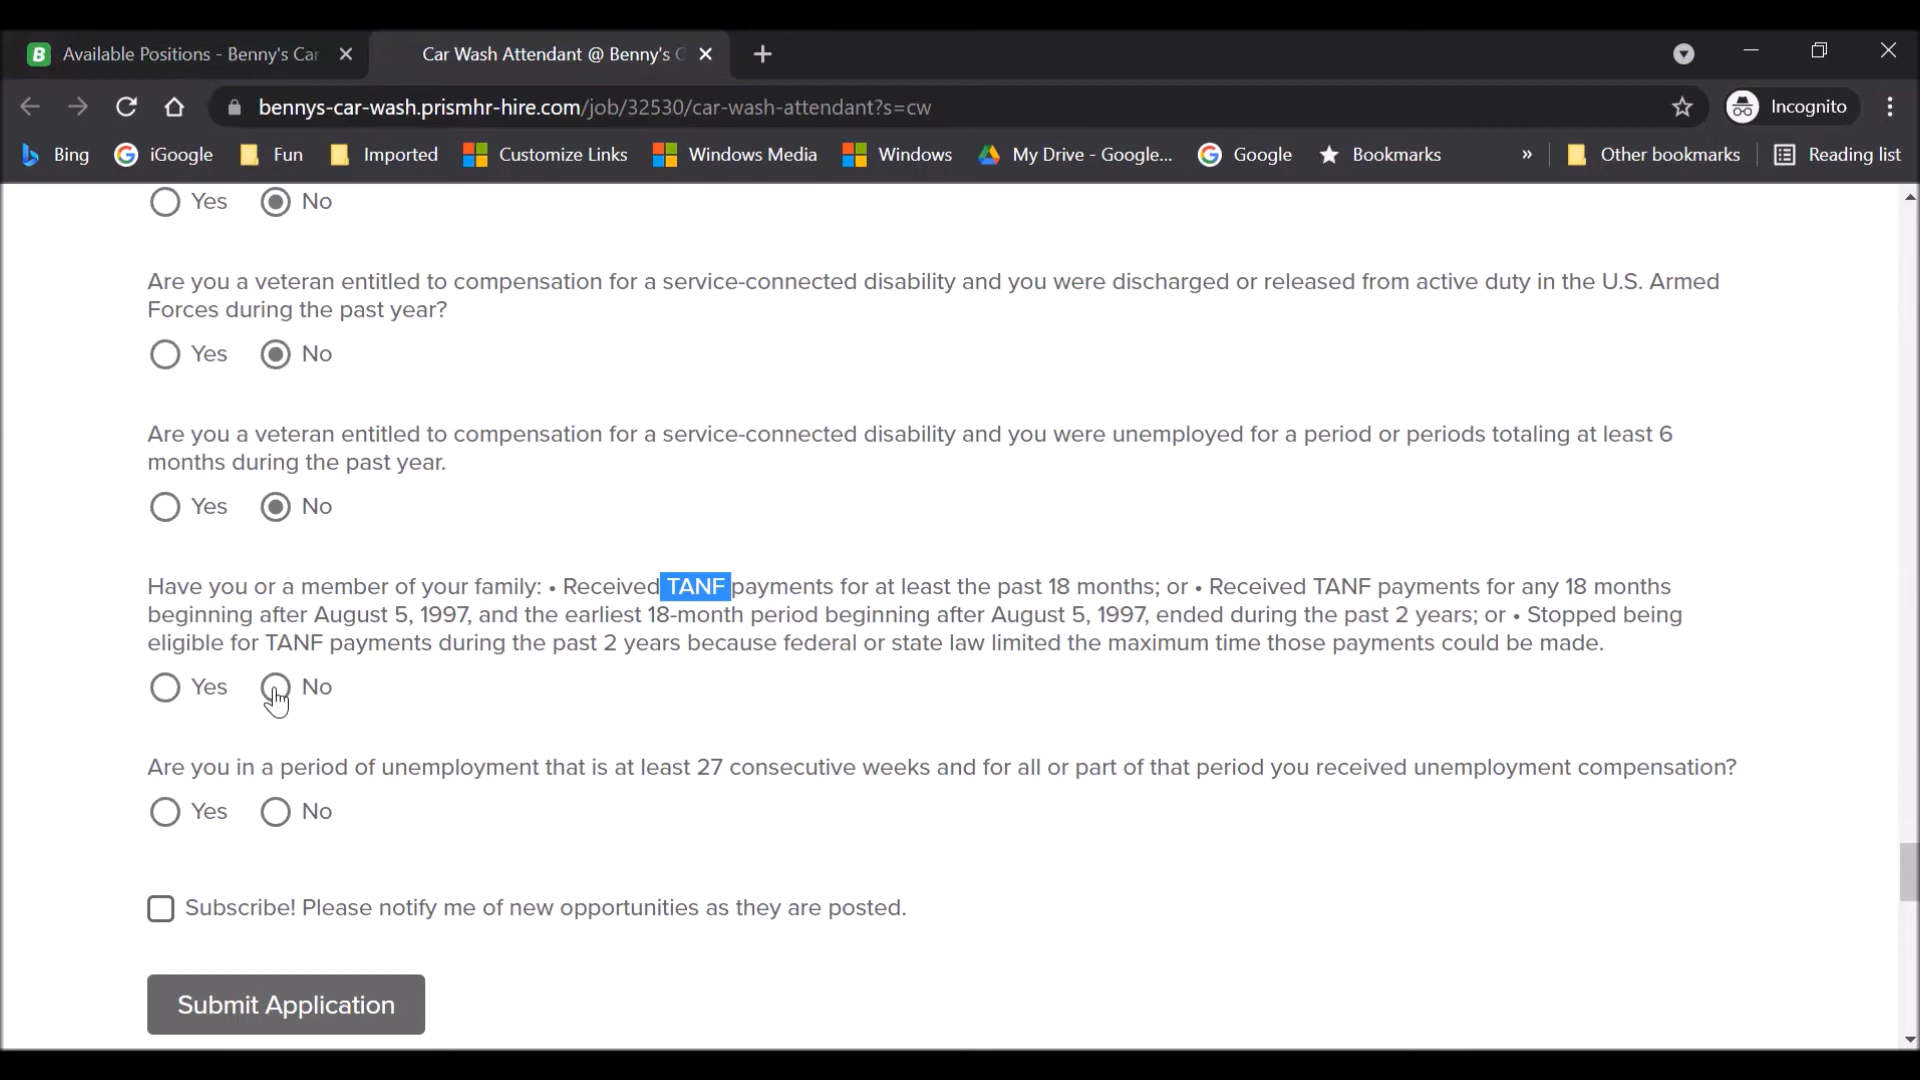 Available Positions - Benny's Car
Car Wash Attendant @ Benny's C
bennys-car-wash.prismhr-hire.com/job/32530/car-wash-attendant?s=cw
Incognito
Bing
iGoogle
Fun
Imported
Customize Links
Windows Media
Windows
My Drive - Google...
Google
Bookmarks
»
Other bookmarks
Reading list
Yes No
Are you a veteran entitled to compensation for a service-connected disability and you were discharged or released from active duty in the U.S. Armed
Forces during the past year?
Yes No
Are you a veteran entitled to compensation for a service-connected disability and you were unemployed for a period or periods totaling at least 6
months during the past year.
Yes No
Have you or a member of your family: • Received TANF payments for at least the past 18 months; or • Received TANF payments for any 18 months
beginning after August 5, 1997, and the earliest 18-month period beginning after August 5, 1997, ended during the past 2 years; or • Stopped being
eligible for TANF payments during the past 2 years because federal or state law limited the maximum time those payments could be made.
Yes No
Are you in a period of unemployment that is at least 27 consecutive weeks and for all or part of that period you received unemployment compensation?
Yes No
Subscribe! Please notify me of new opportunities as they are posted.
Submit Application